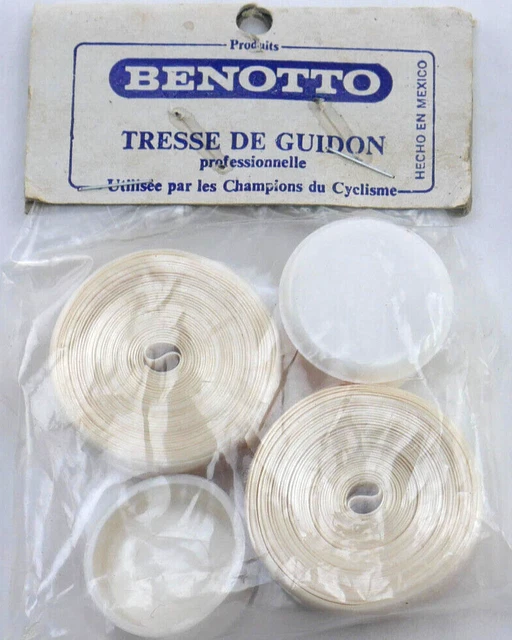 Produits
BENOTTO
TRESSE DE GUIDON
professionnelle
Utilisée par les Champions du Cyclisme
HECHO EN MEXICO